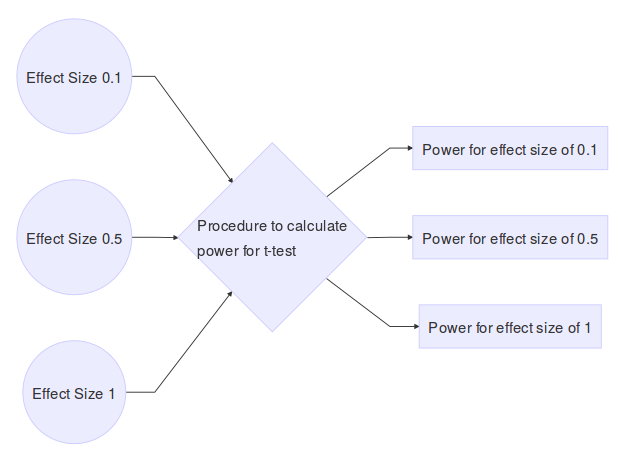 Effect Size 0.1
Effect Size 0.5
Effect Size 1
Procedure to calculate
power for t-test
Power for effect size of 0.1
Power for effect size of 0.5
Power for effect size of 1